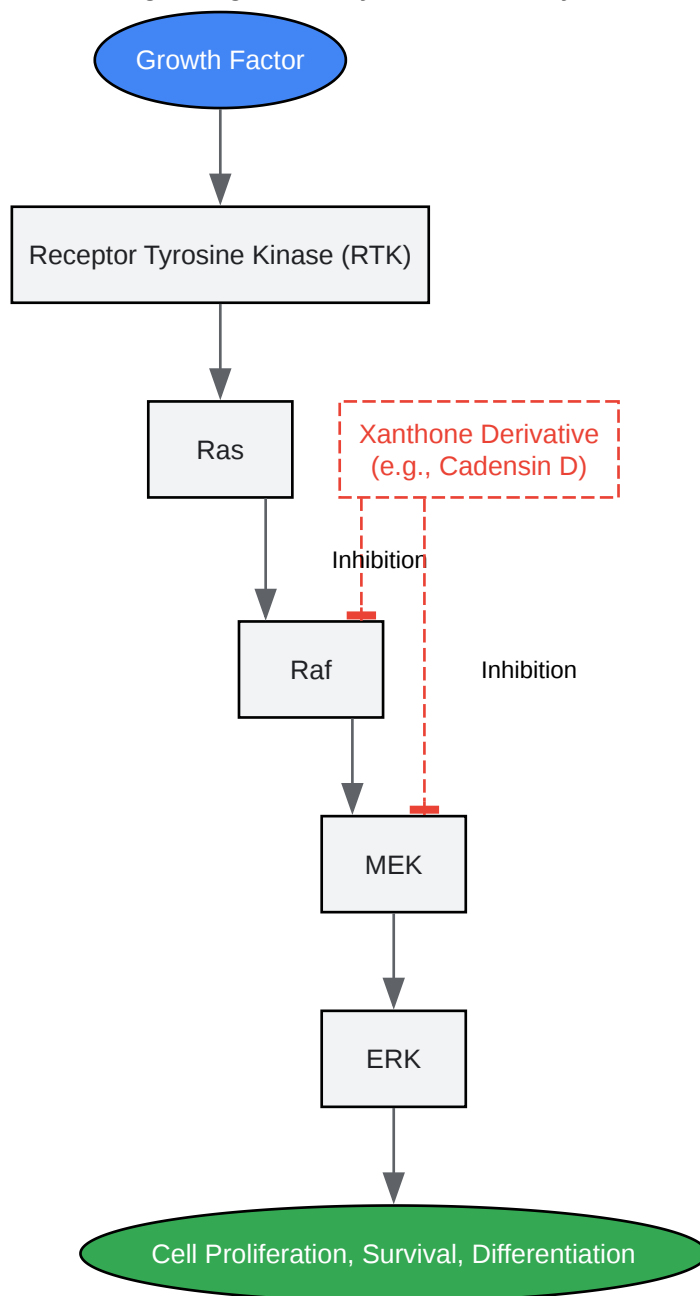 Growth Factor
Receptor Tyrosine Kinase (RTK)
Ras
Xanthone Derivative
(e.g., Cadensin D)
Inhibition
Raf
Inhibition
MEK
ERK
Cell Proliferation, Survival, Differentiation